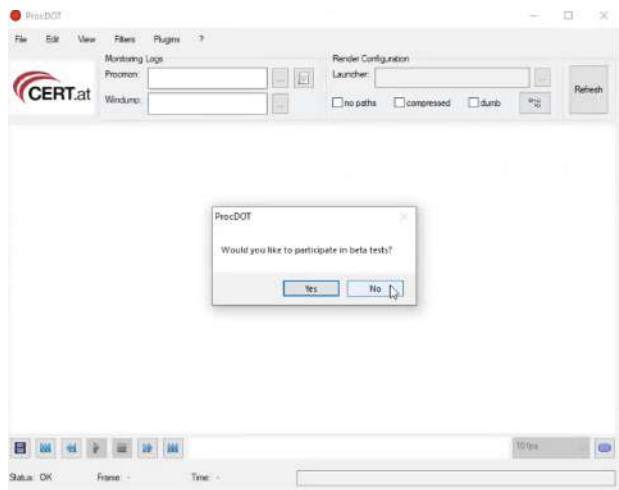 ProcDOT
File Edit View Filters Plugins ?
Monitoring Logs
Render Configuration
Procmon:
Launcher:
CERT.at
Refresh
Windump:
no paths compressed dumb
ProcDOT
Would you like to participate in beta tests?
Yes No
10 fps
Status: OK Frame: - Time: -